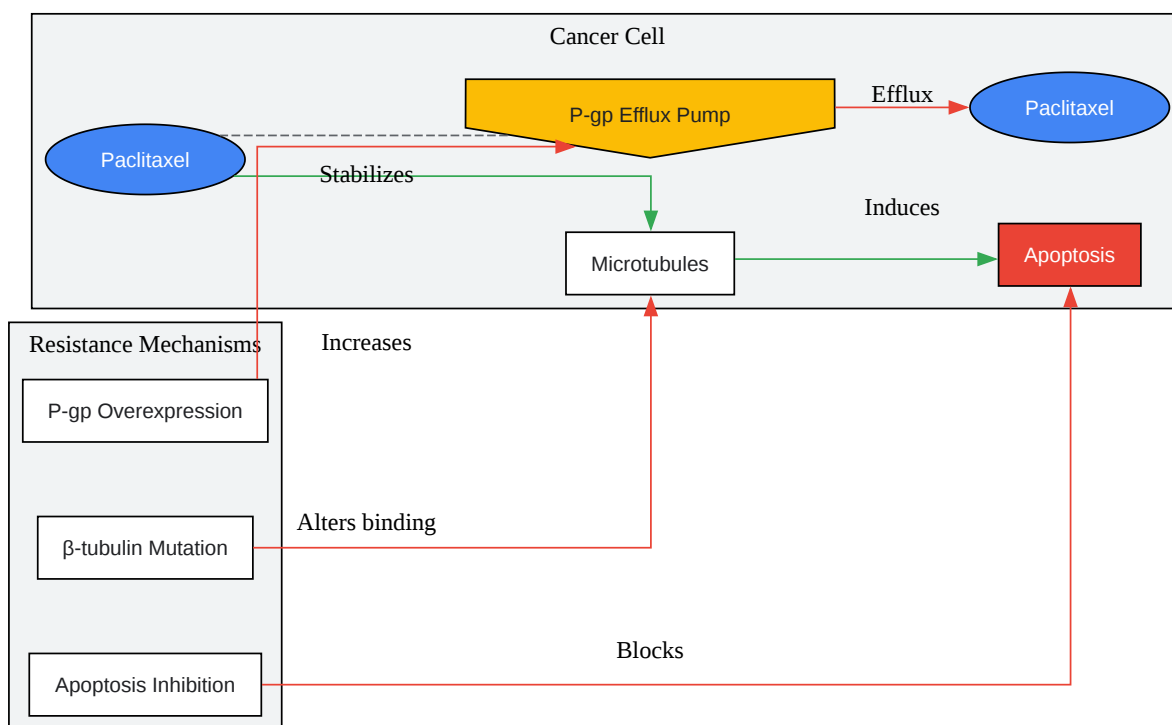 Cancer Cell
P-gp Efflux Pump
Efflux
Paclitaxel
Paclitaxel
Stabilizes
Induces
Microtubules
Apoptosis
Resistance Mechanisms
Increases
P-gp Overexpression
Alters binding
β-tubulin Mutation
Blocks
Apoptosis Inhibition